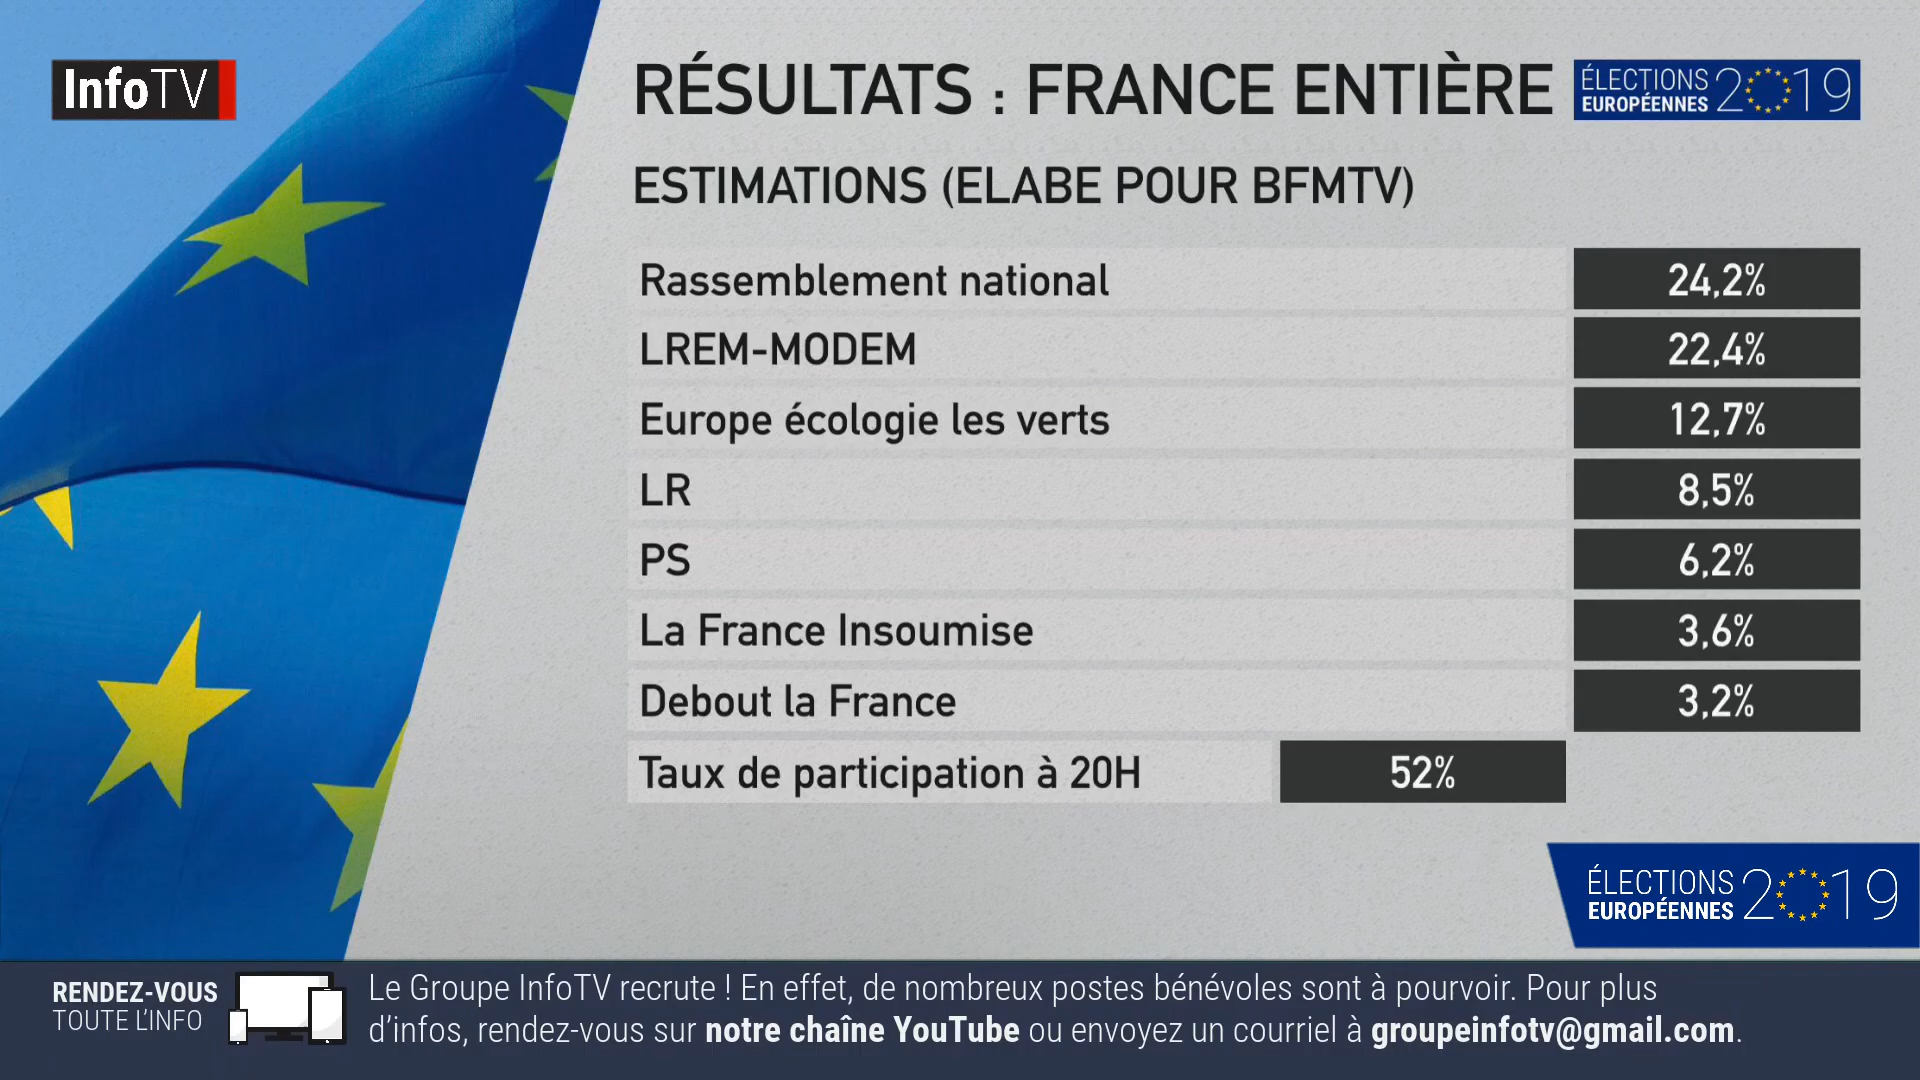 InfoTV
RÉSULTATS : FRANCE ENTIÈRE
ÉLECTIONS
EUROPÉENNES 2019
ESTIMATIONS (ELABE POUR BFMTV)
Rassemblement national 24,2%
LREM-MODEM 22,4%
Europe écologie les verts 12,7%
LR 8,5%
PS 6,2%
La France Insoumise 3,6%
Debout la France 3,2%
Taux de participation à 20H 52%
ÉLECTIONS
EUROPÉENNES 2019
RENDEZ-VOUS
TOUTE L'INFO
Le Groupe InfoTV recrute ! En effet, de nombreux postes bénévoles sont à pourvoir. Pour plus
d'infos, rendez-vous sur notre chaîne YouTube ou envoyez un courriel à groupeinfotv@gmail.com.